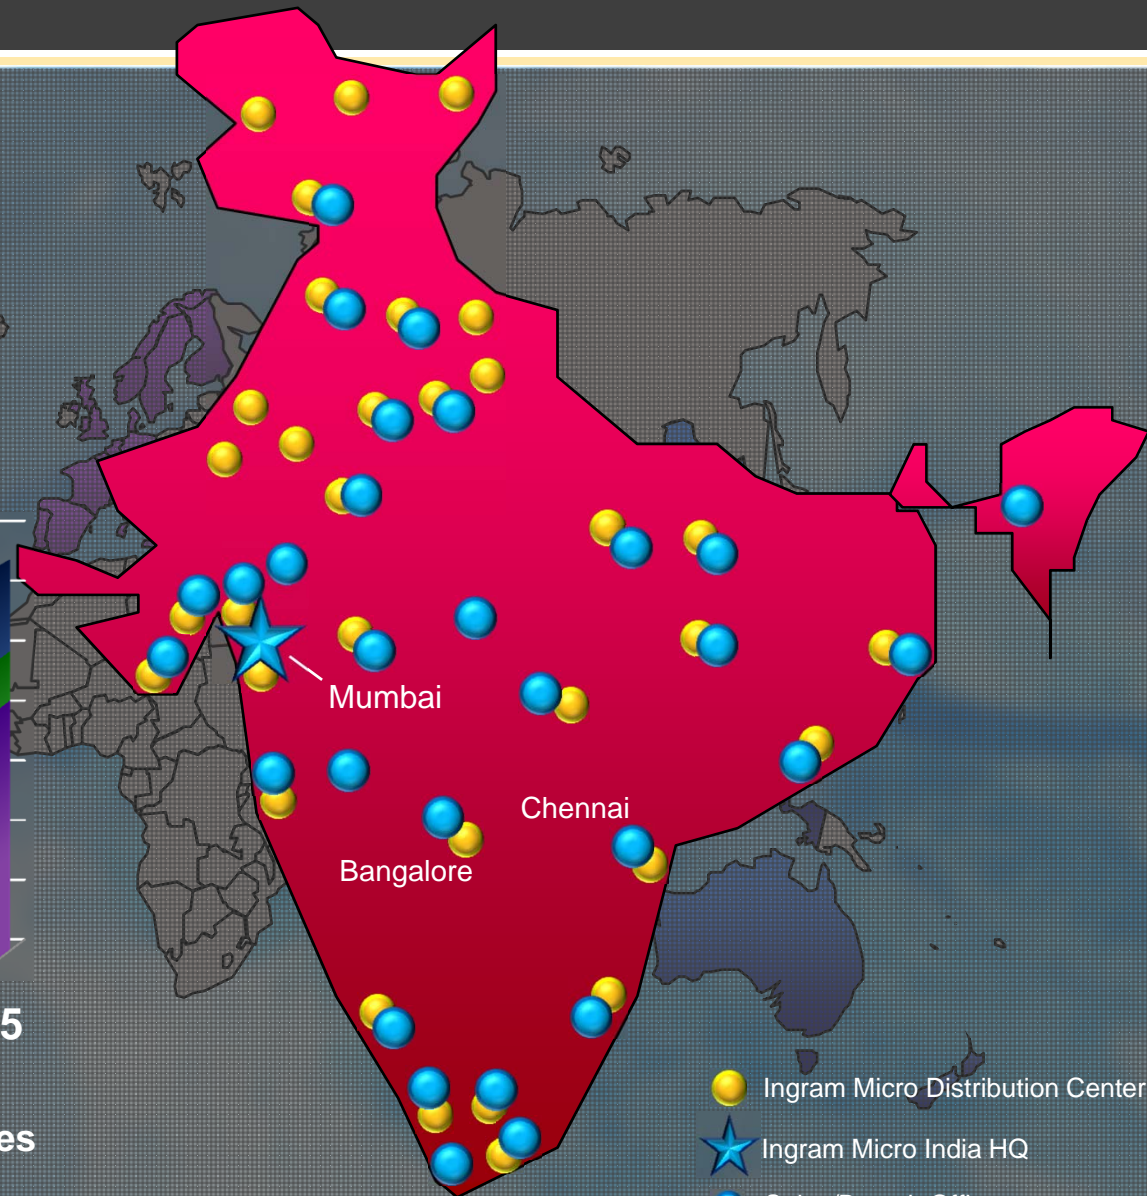 Mumbai
Chennai
Bangalore
5
es
Ingram Micro Distribution Center
Ingram Micro India HQ